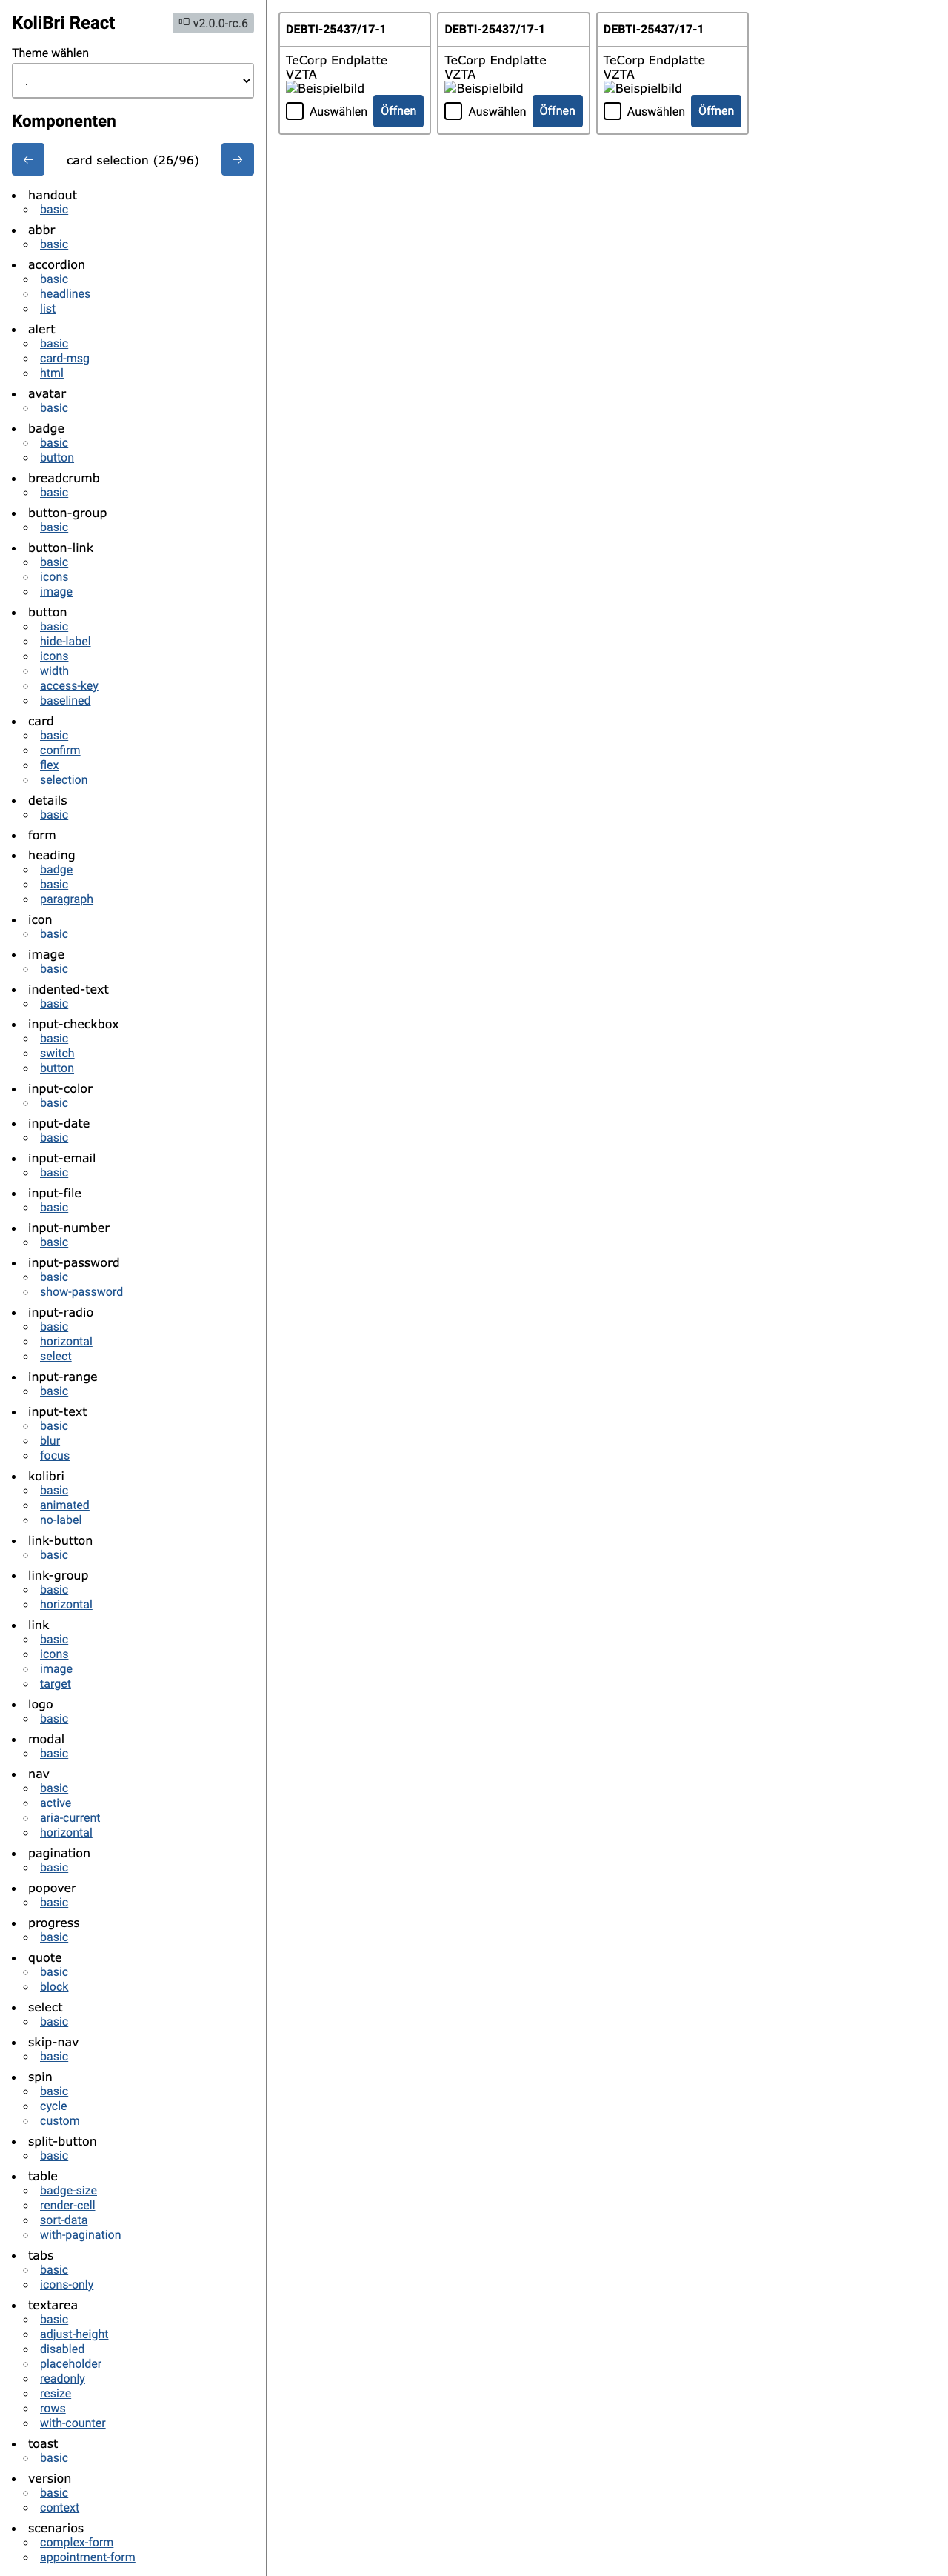 KoliBri React
v2.0.0-rc.6
Theme wählen
.
Komponenten
← card selection (26/96) →
handout
basic
abbr
basic
accordion
basic
headlines
list
alert
basic
card-msg
html
avatar
basic
badge
basic
button
breadcrumb
basic
button-group
basic
button-link
basic
icons
image
button
basic
hide-label
icons
width
access-key
baselined
card
basic
confirm
flex
selection
details
basic
form
heading
badge
basic
paragraph
icon
basic
image
basic
indented-text
basic
input-checkbox
basic
switch
button
input-color
basic
input-date
basic
input-email
basic
input-file
basic
input-number
basic
input-password
basic
show-password
input-radio
basic
horizontal
select
input-range
basic
input-text
basic
blur
focus
kolibri
basic
animated
no-label
link-button
basic
link-group
basic
horizontal
link
basic
icons
image
target
logo
basic
modal
basic
nav
basic
active
aria-current
horizontal
pagination
basic
popover
basic
progress
basic
quote
basic
block
select
basic
skip-nav
basic
spin
basic
cycle
custom
split-button
basic
table
badge-size
render-cell
sort-data
with-pagination
tabs
basic
icons-only
textarea
basic
adjust-height
disabled
placeholder
readonly
resize
rows
with-counter
toast
basic
version
basic
context
scenarios
complex-form
appointment-form
DEBTI-25437/17-1
TeCorp Endplatte
VZTA
Beispielbild
Auswählen Öffnen
DEBTI-25437/17-1
TeCorp Endplatte
VZTA
Beispielbild
Auswählen Öffnen
DEBTI-25437/17-1
TeCorp Endplatte
VZTA
Beispielbild
Auswählen Öffnen